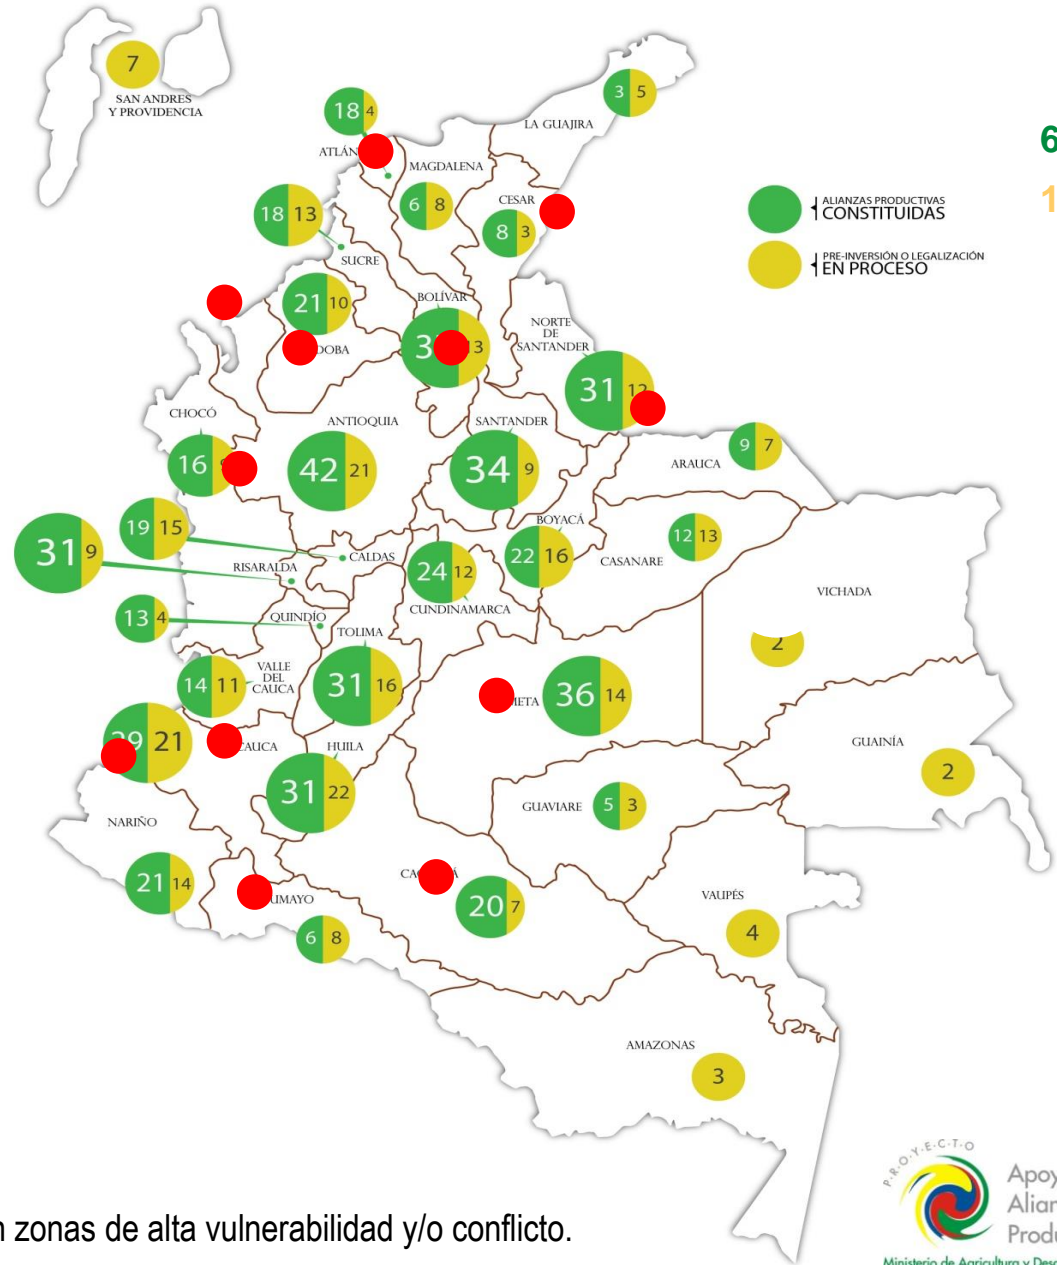 7
SAN ANDRES
Y PROVIDENCIA
18 4
3 5
LA GUAJIRA
MAGDALENA
6 8
CESAR
8 3
6
1
ALIANZAS PRODUCTIVAS
CONSTITUIDAS
PRE-INVERSIÓN O LEGALIZACIÓN
EN PROCESO
18 13
SUCRE
21 10
BOLÍVAR
NORTE
DE
SANTANDER
31
CHOCÓ
16
ANTIOQUIA
42 21
SANTANDER
34 9
9 7
ARAUCA
19 15
31 9
CALDAS
RISARALDA
BOYACÁ
22 16
12 13
CASANARE
24 12
CUNDINAMARCA
VICHADA
2
13 4
QUINDÍO
TOLIMA
31 16
VALLE
DEL
CAUCA
14 11
36 14
21
CAUCA
HUILA
31 22
GUAINÍA
2
GUAVIARE
5 3
NARIÑO
21 14
6 8
20 7
VAUPÉS
4
AMAZONAS
3
zonas de alta vulnerabilidad y/o conflicto.
P·R·O·Y·E·C·T·O
Apoy
Alian
Produ
Ministerio de Agricultura y Desa